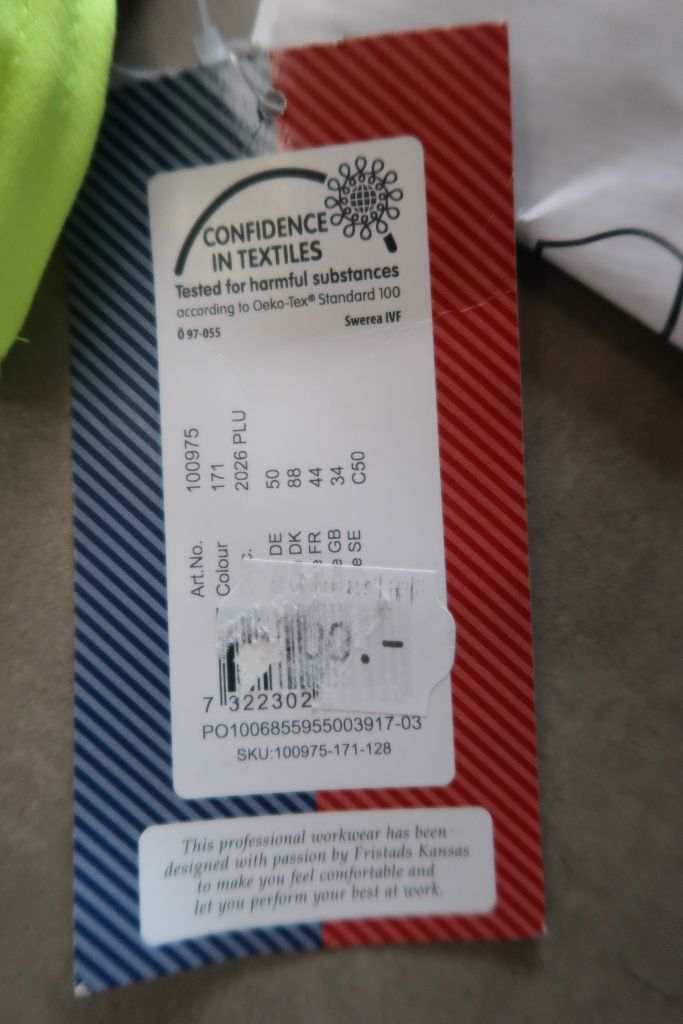 CONFIDENCE
IN TEXTILES
Tested for harmful substances
according to Oeko-Tex® Standard 100
Ö 97-055 Swerea IVF
Art.No. 100975
Colour 171
2026 PLU
DE 50
DK 88
FR 44
GB 34
SE C50
00.-
7 322302
PO1006855955003917-03
SKU:100975-171-128
This professional workwear has been
designed with passion by Fristads Kansas
to make you feel comfortable and
let you perform your best at work.